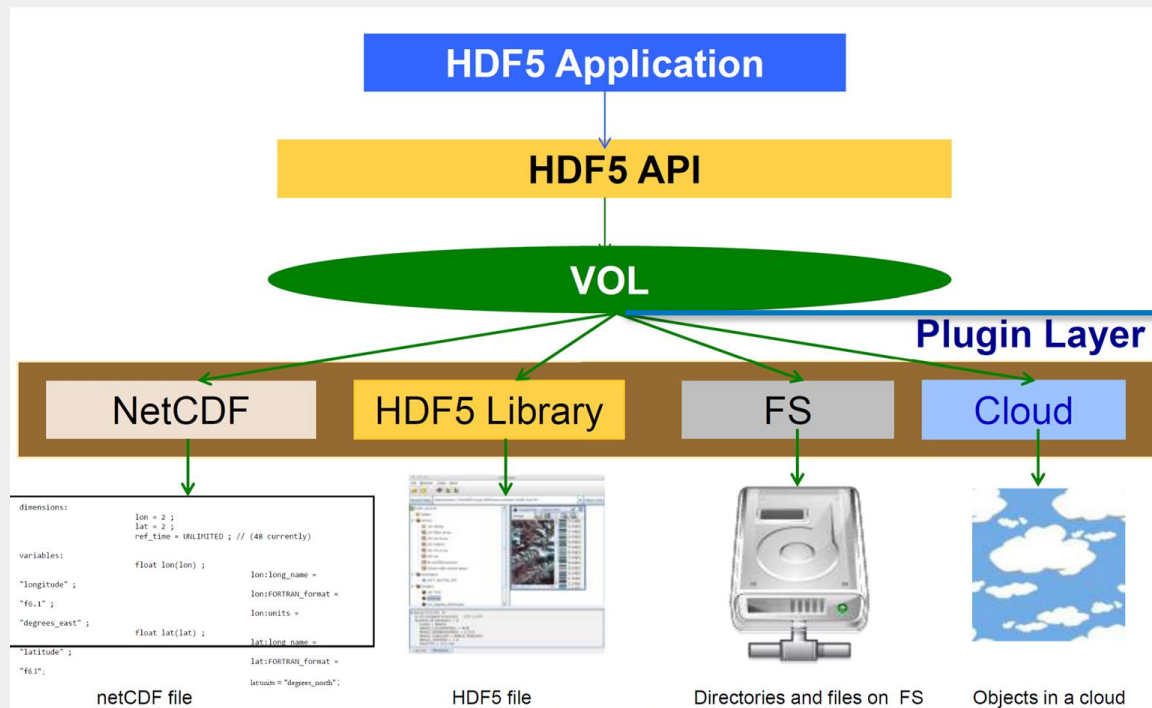 HDF5 Application
HDF5 API
VOL
Plugin Layer
NetCDF
HDF5 Library
FS
Cloud
dimensions:
lon = 2 ;
lat = 2 ;
ref_time = UNLIMITED ; // (48 currently)
variables:
float lon(lon) ;
lon:long_name =
"longitude" ;
lon:FORTRAN_format =
"f6.1" ;
lon:units =
"degrees_east" ;
float lat(lat) ;
lat:long_name =
"latitude" ;
lat:FORTRAN_format =
"f6.1";
lat:units = "degrees_north";
netCDF file
HDF5 file
Directories and files on FS
Objects in a cloud